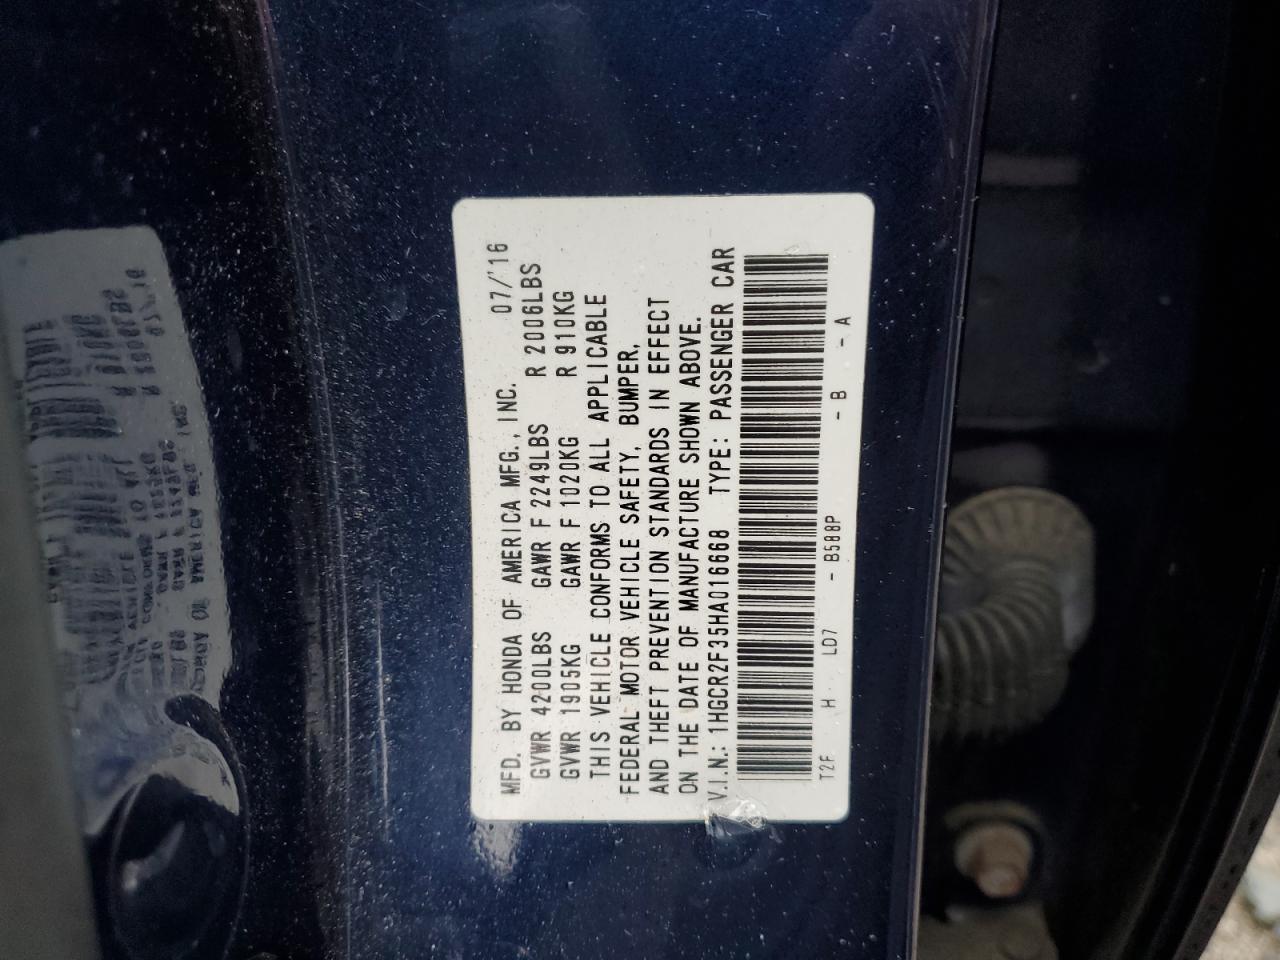 MFD. BY HONDA OF AMERICA MFG., INC. 07/'16
GVWR 4200LBS GAWR F 2249LBS R 2006LBS
GVWR 1905KG GAWR F 1020KG R 910KG
THIS VEHICLE CONFORMS TO ALL APPLICABLE
FEDERAL MOTOR VEHICLE SAFETY, BUMPER,
AND THEFT PREVENTION STANDARDS IN EFFECT
ON THE DATE OF MANUFACTURE SHOWN ABOVE.
V.I.N.: 1HGCR2F35HA016668 TYPE: PASSENGER CAR
T2F H LD7 - B588P - B - A